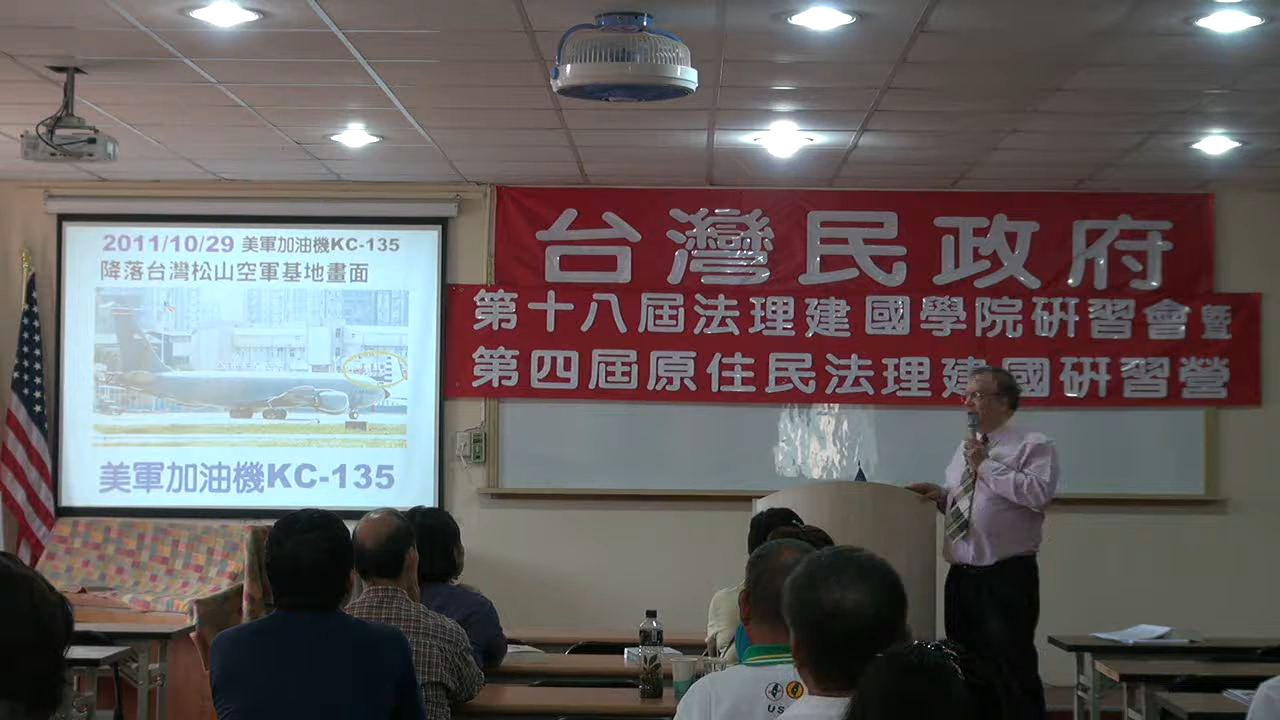 2011/10/29 美軍加油機KC-135
降落台灣松山空軍基地畫面
美軍加油機KC-135
台灣民政府
第十八屆法理建國學院研習會暨
第四屆原住民法理建國研習營
US